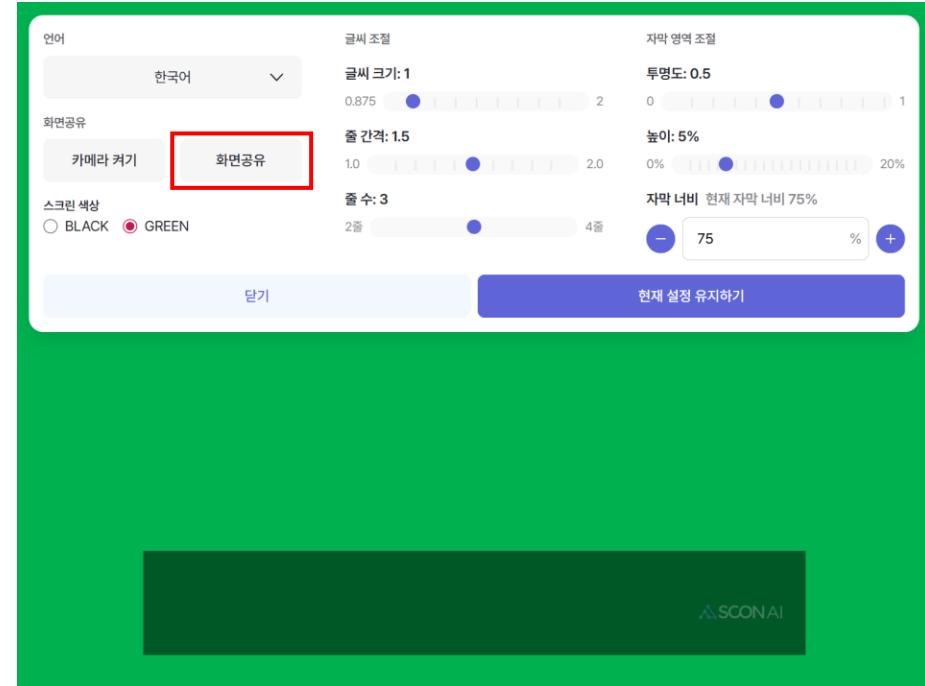 언어
한국어
화면공유
카메라 켜기
화면공유
스크린 색상
BLACK
GREEN
글씨 조절
글씨 크기: 1
0.875
2
줄 간격: 1.5
1.0
2.0
줄 수: 3
2줄
4줄
자막 영역 조절
투명도: 0.5
0
1
높이: 5%
0%
20%
자막 너비 현재 자막 너비 75%
−
75
%
+
닫기
현재 설정 유지하기
SCONAI